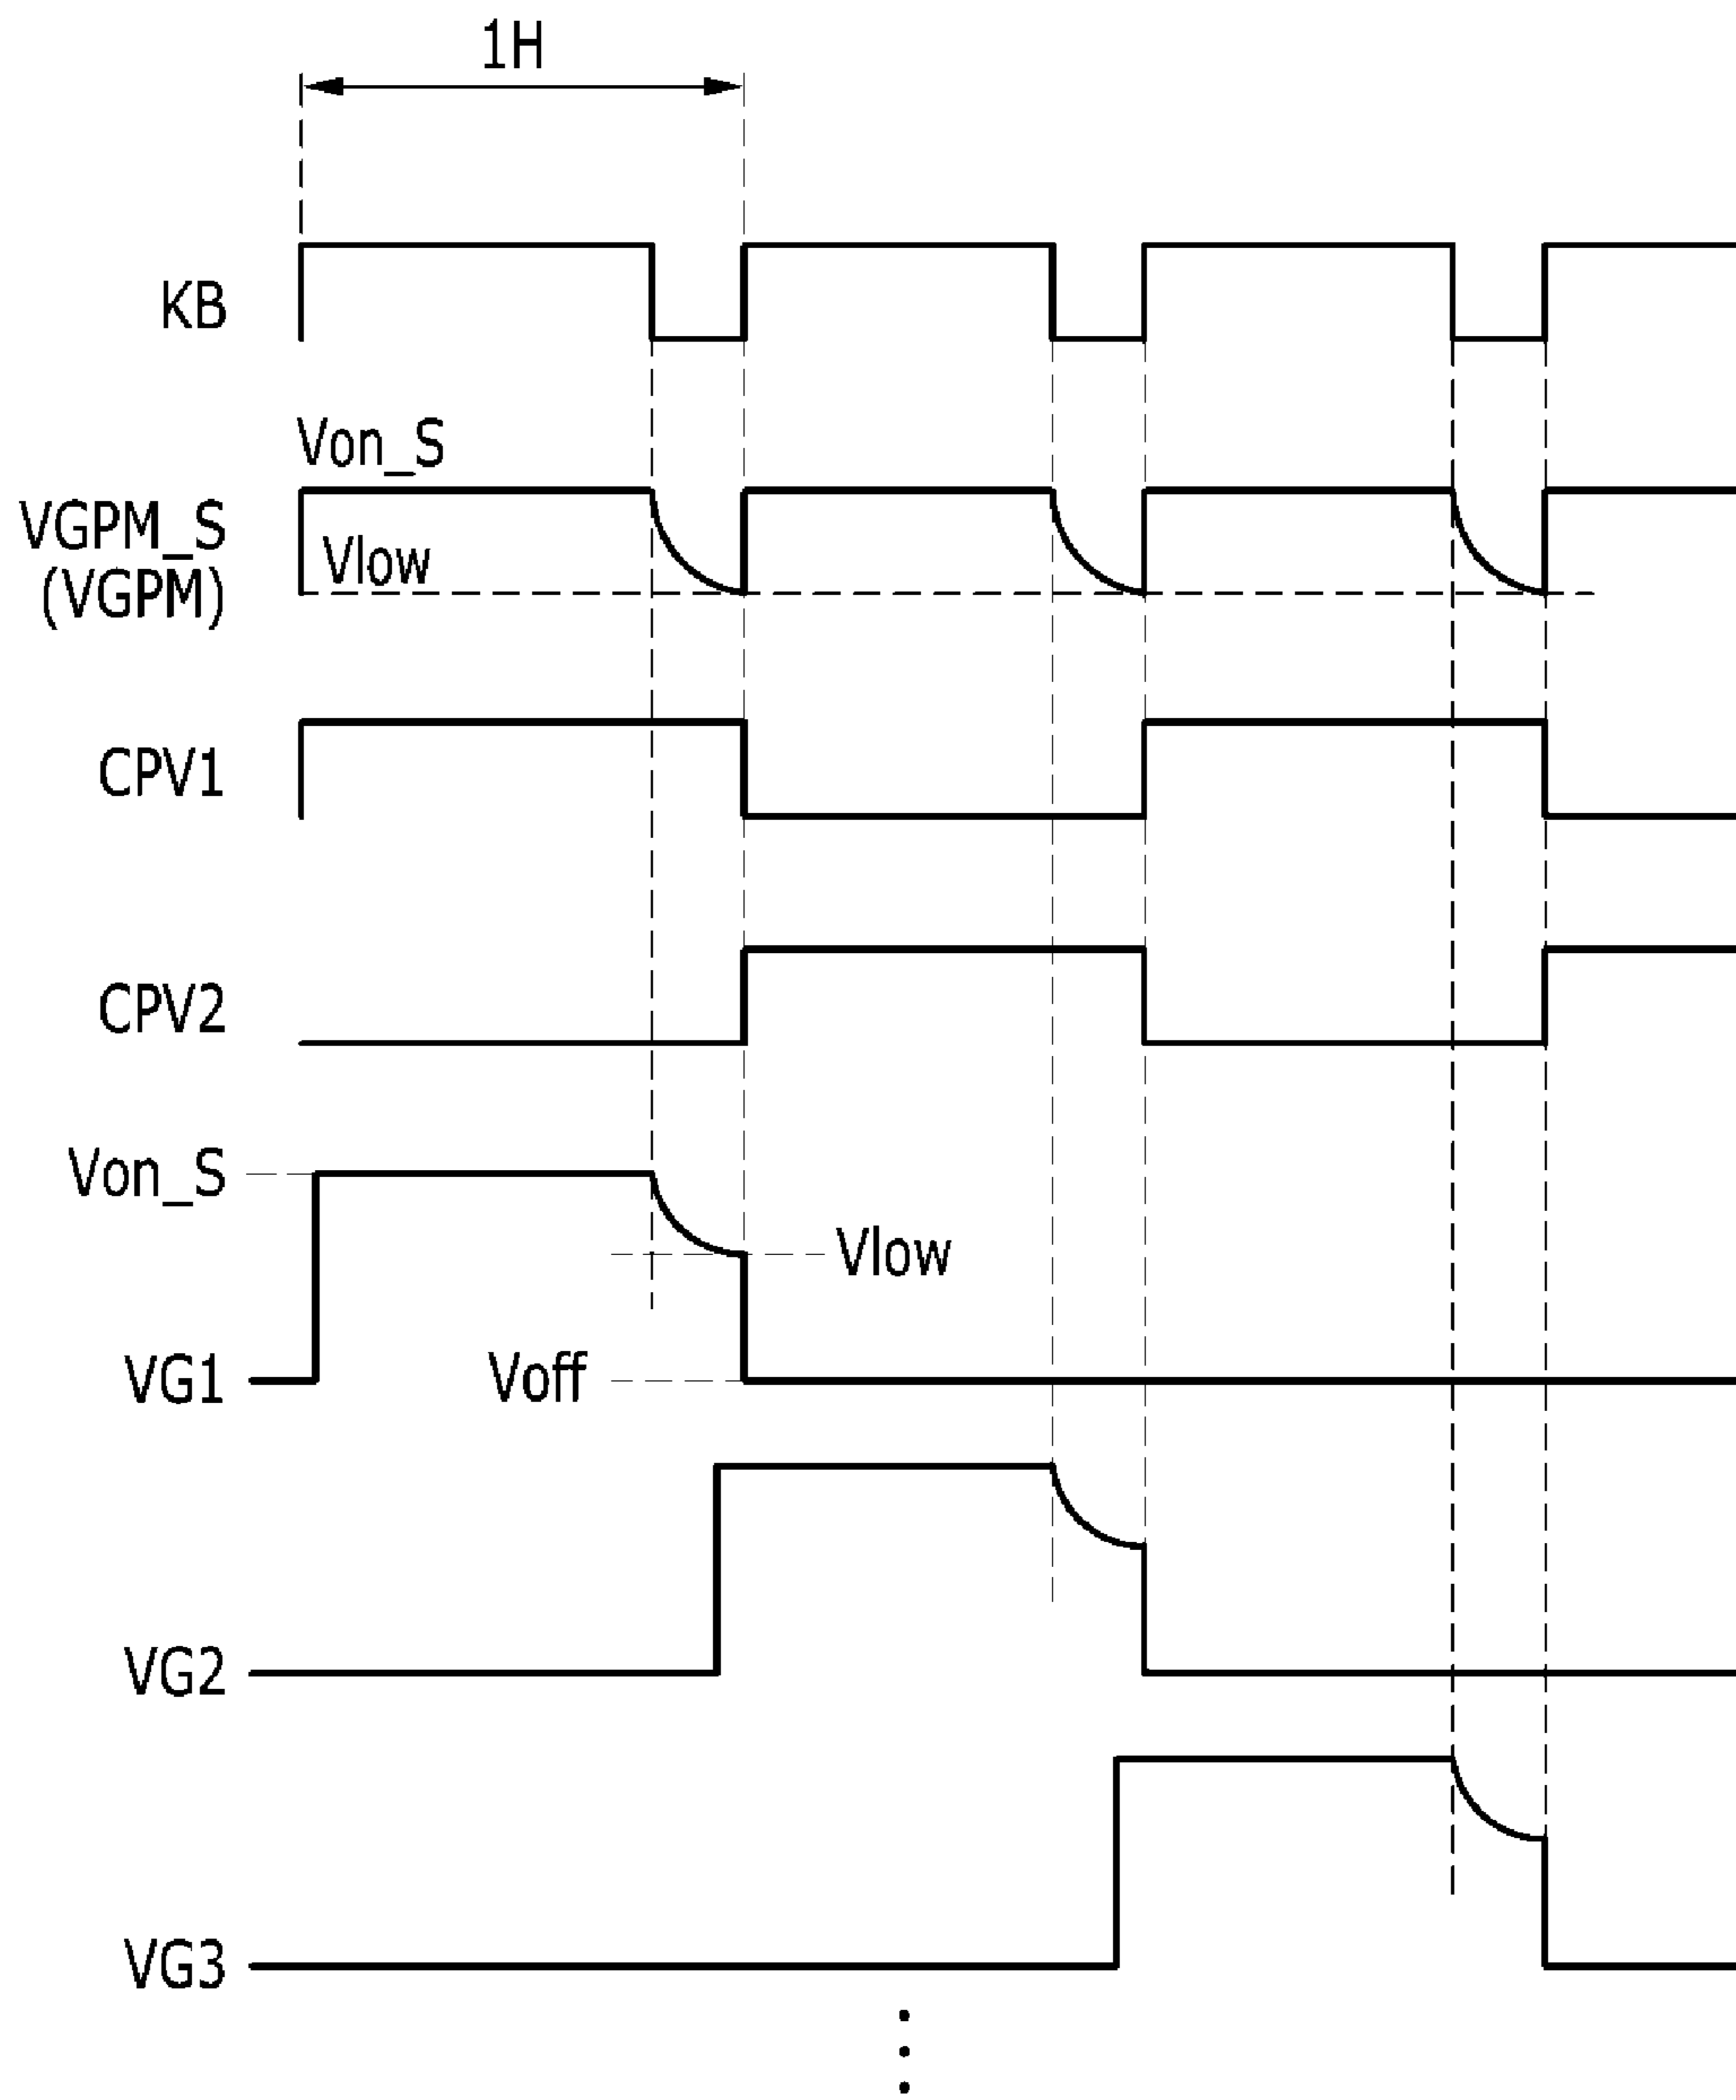 1H
KB
Von_S
VGPM_S
(VGPM)
Vlow
CPV1
CPV2
Von_S
Vlow
VG1
Voff
VG2
VG3